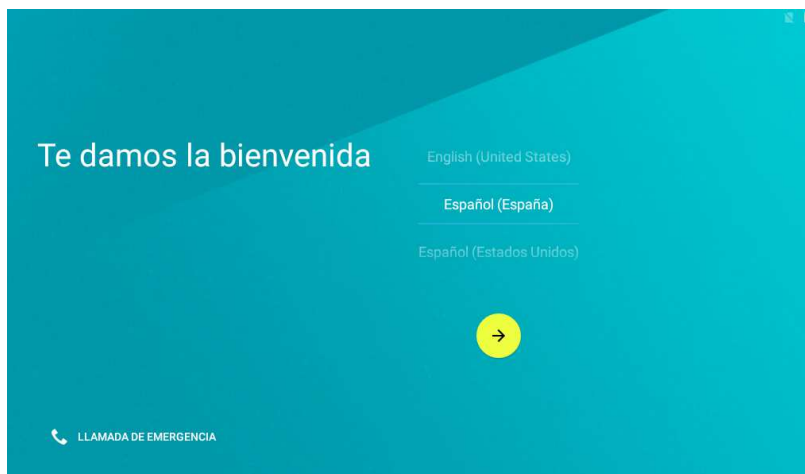 Te damos la bienvenida
English (United States)
Español (España)
Español (Estados Unidos)
LLAMADA DE EMERGENCIA